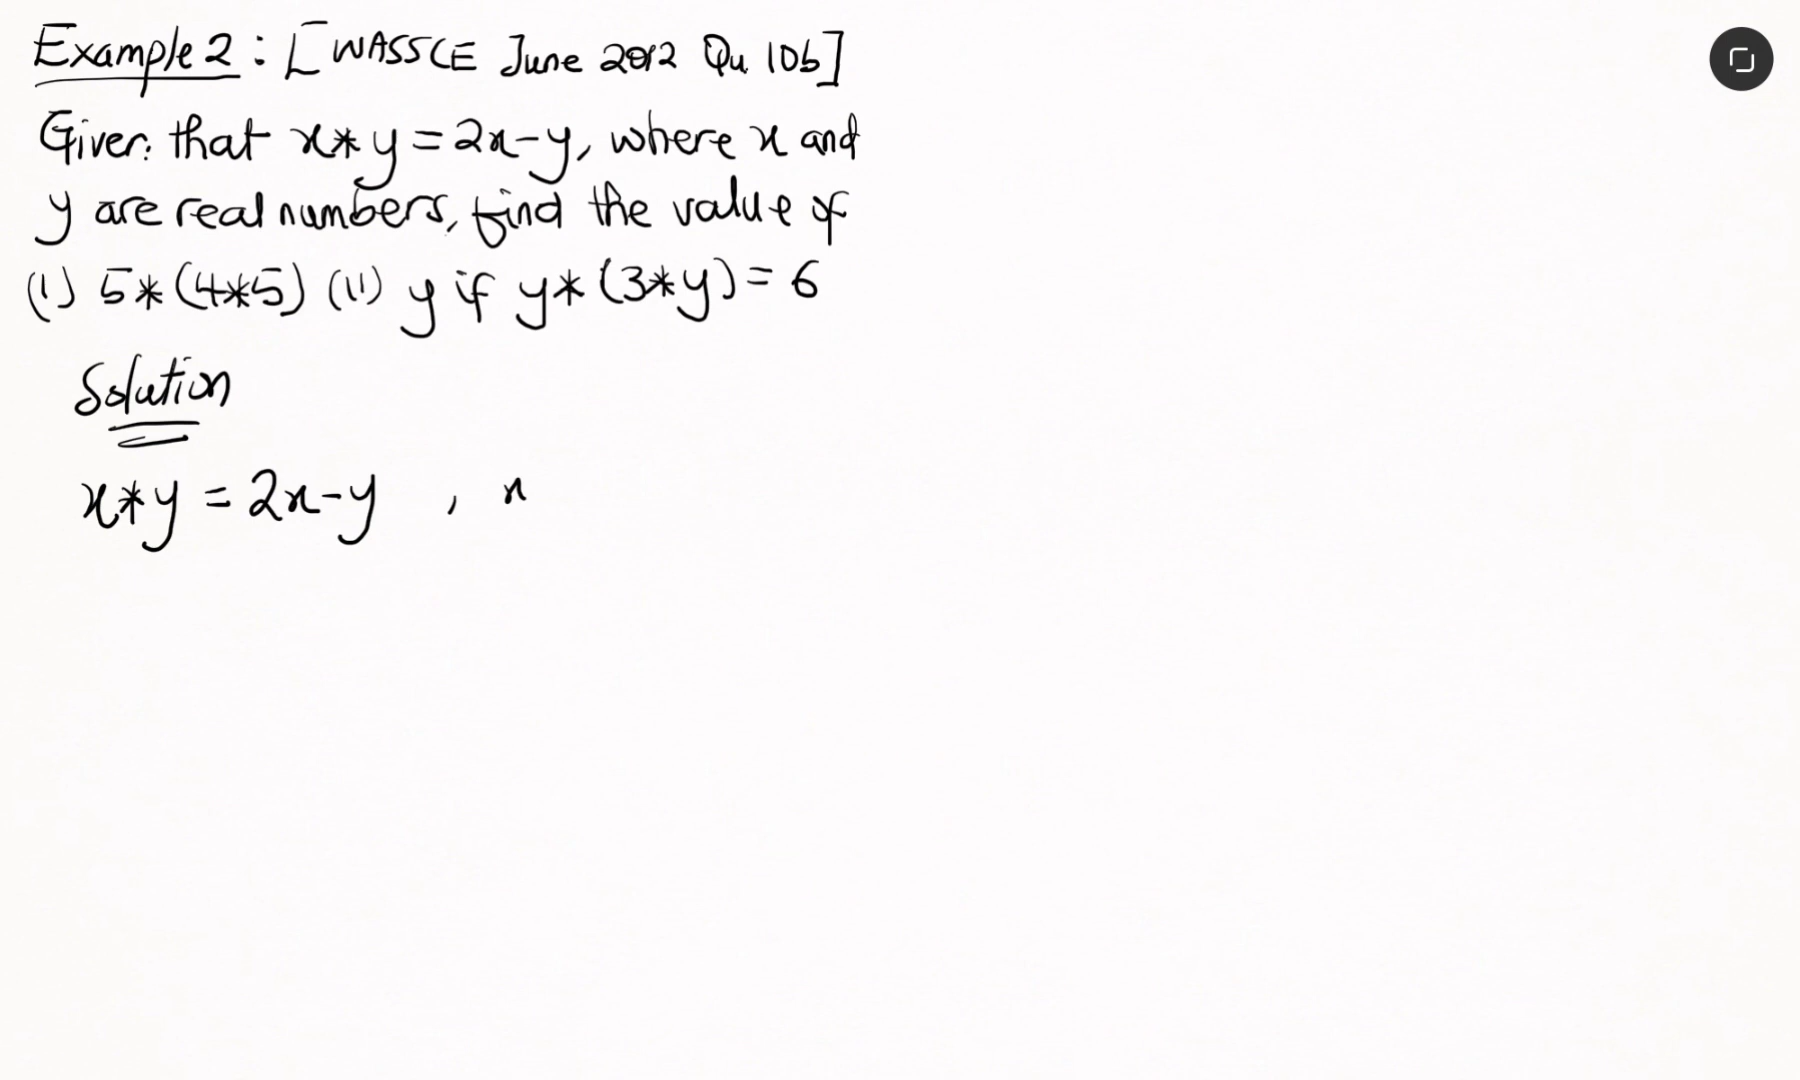 Example 2 : [WASSCE June 2012 Qu 10b]
Given that x*y = 2x-y, where x and
y are real numbers, find the value of
(i) 5*(4*5) (ii) y if y*(3*y) = 6
Solution
x*y = 2x-y , x